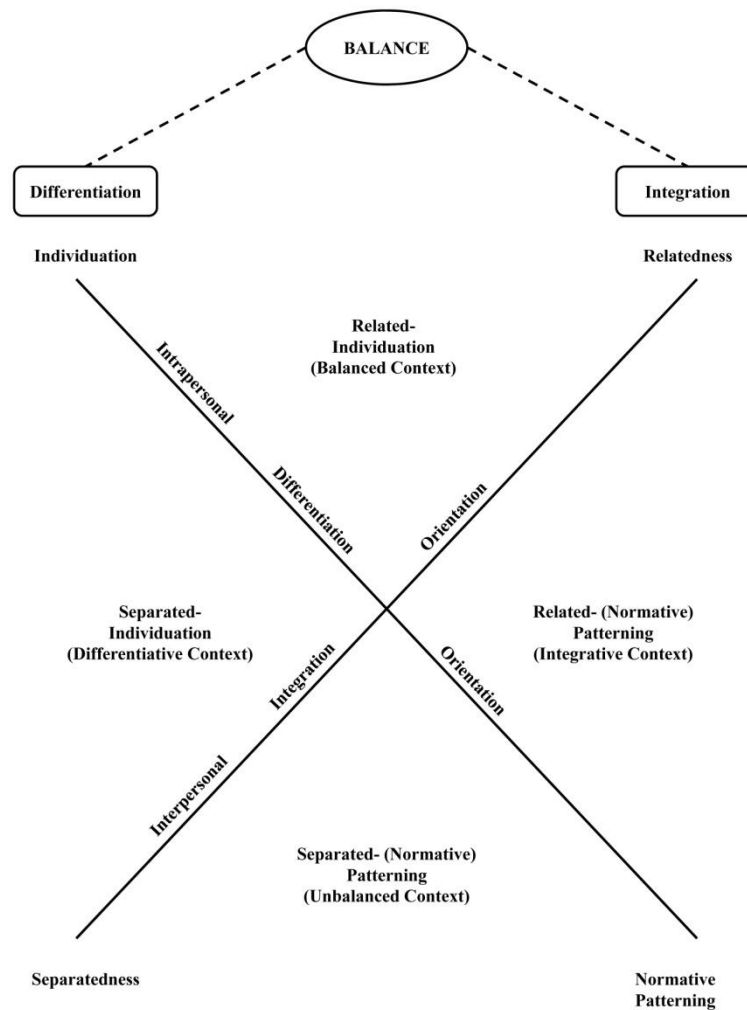 BALANCE
Differentiation
Integration
Individuation
Relatedness
Related-
Individuation
(Balanced Context)
Intrapersonal
Differentiation
Orientation
Separated-
Individuation
(Differentiative Context)
Related- (Normative)
Patterning
(Integrative Context)
Integration
Orientation
Interpersonal
Separated- (Normative)
Patterning
(Unbalanced Context)
Separatedness
Normative
Patterning